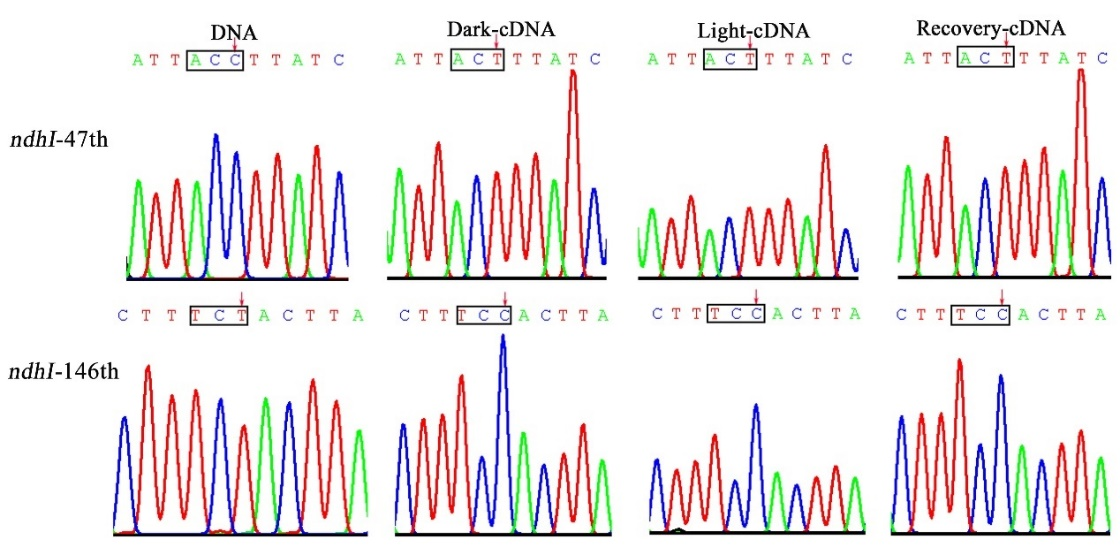 DNA Dark-cDNA Light-cDNA Recovery-cDNA
A T T A C C T T A T C A T T A C T T T A T C A T T A C T T T A T C A T T A C T T T A T C
ndhI-47th
C T T T C T A C T T A C T T T C C A C T T A C T T T C C A C T T A C T T T C C A C T T A
ndhI-146th